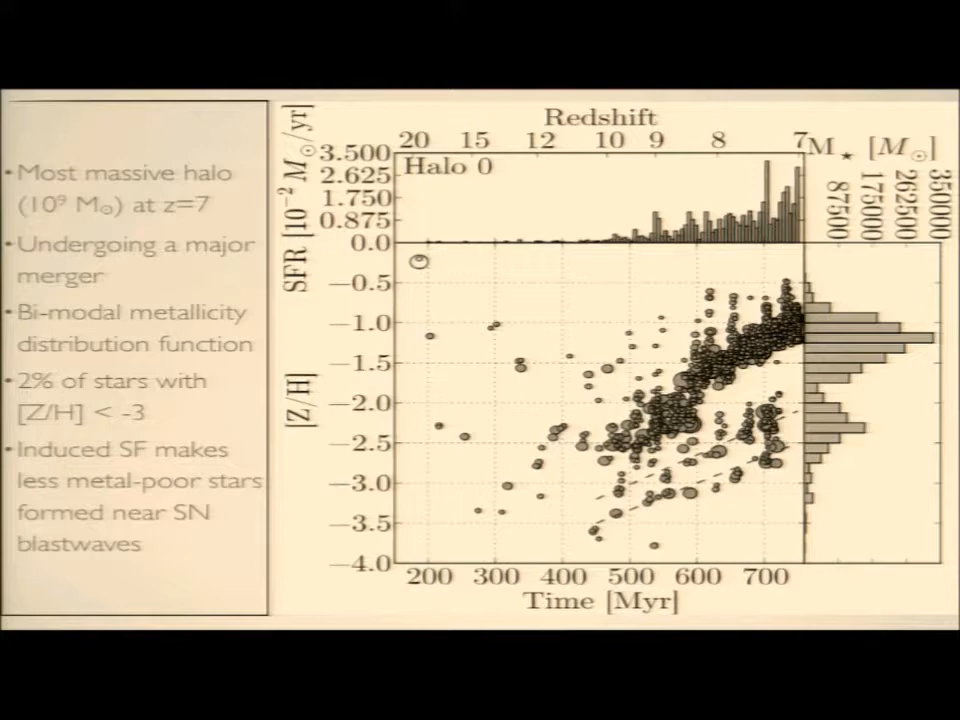 • Most massive halo
(10⁹ M☉) at z=7
• Undergoing a major
merger
• Bi-modal metallicity
distribution function
• 2% of stars with
[Z/H] < -3
• Induced SF makes
less metal-poor stars
formed near SN
blastwaves
Redshift
20 15 12 10 9 8 7
Halo 0
SFR [10⁻² M☉/yr]
3.500
2.625
1.750
0.875
0.0
M⋆ [M☉]
87500
175000
262500
350000
[Z/H]
−0.5
−1.0
−1.5
−2.0
−2.5
−3.0
−3.5
−4.0
200 300 400 500 600 700
Time [Myr]